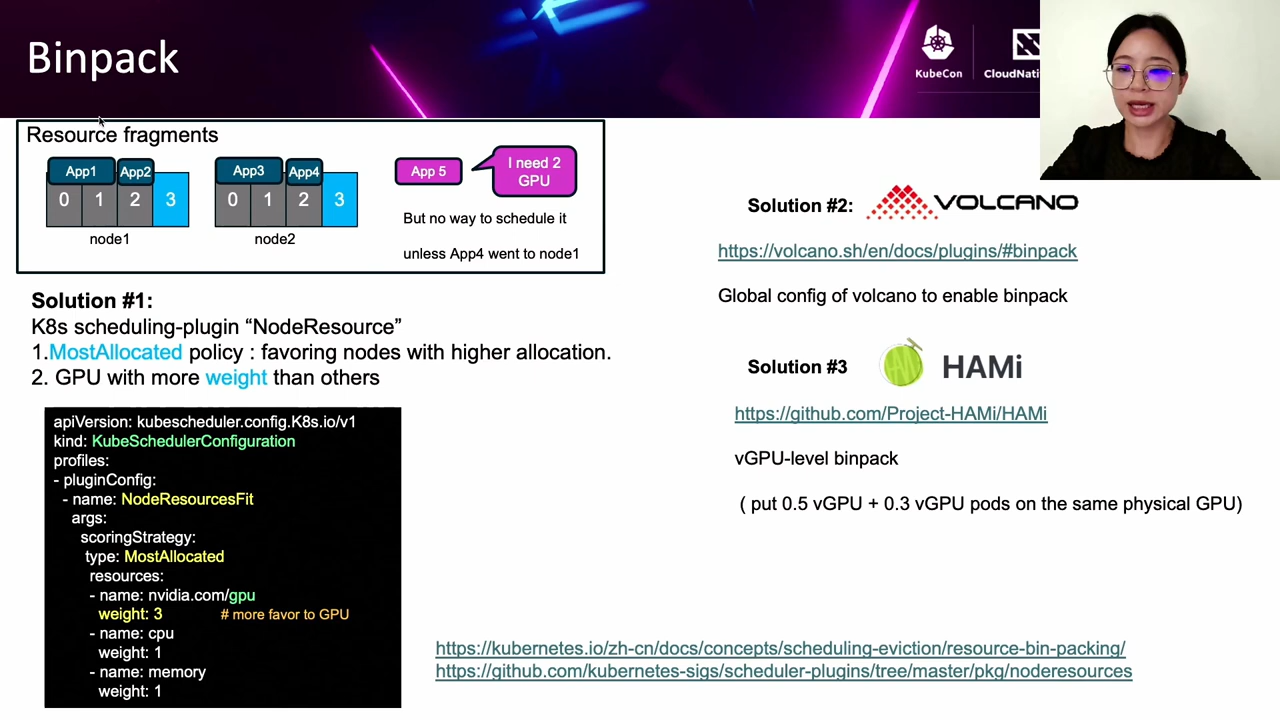 Binpack
KubeCon
CloudNati
Resource fragments
App1
App2
0
1
2
3
node1
App3
App4
0
1
2
3
node2
App 5
I need 2
GPU
But no way to schedule it
unless App4 went to node1
Solution #1:
K8s scheduling-plugin “NodeResource”
1.MostAllocated policy : favoring nodes with higher allocation.
2. GPU with more weight than others
apiVersion: kubescheduler.config.K8s.io/v1
kind: KubeSchedulerConfiguration
profiles:
- pluginConfig:
- name: NodeResourcesFit
args:
scoringStrategy:
type: MostAllocated
resources:
- name: nvidia.com/gpu
weight: 3 # more favor to GPU
- name: cpu
weight: 1
- name: memory
weight: 1
Solution #2:
VOLCANO
https://volcano.sh/en/docs/plugins/#binpack
Global config of volcano to enable binpack
Solution #3
HAMi
https://github.com/Project-HAMi/HAMi
vGPU-level binpack
( put 0.5 vGPU + 0.3 vGPU pods on the same physical GPU)
https://kubernetes.io/zh-cn/docs/concepts/scheduling-eviction/resource-bin-packing/
https://github.com/kubernetes-sigs/scheduler-plugins/tree/master/pkg/noderesources